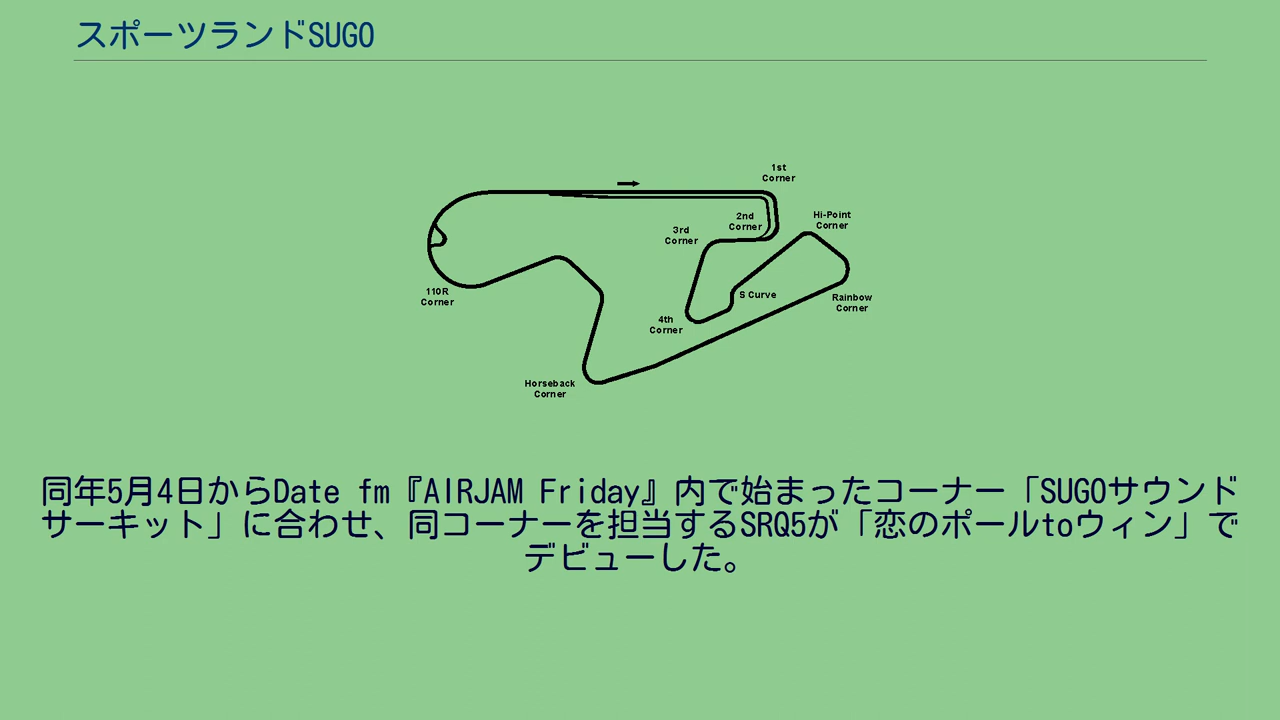 スポーツランドSUGO
1st
Corner
Hi-Point
Corner
2nd
Corner
3rd
Corner
110R
Corner
S Curve
Rainbow
Corner
4th
Corner
Horseback
Corner
同年5月4日からDate fm『AIRJAM Friday』内で始まったコーナー「SUGOサウンド
サーキット」に合わせ、同コーナーを担当するSRQ5が「恋のポールtoウィン」で
デビューした。